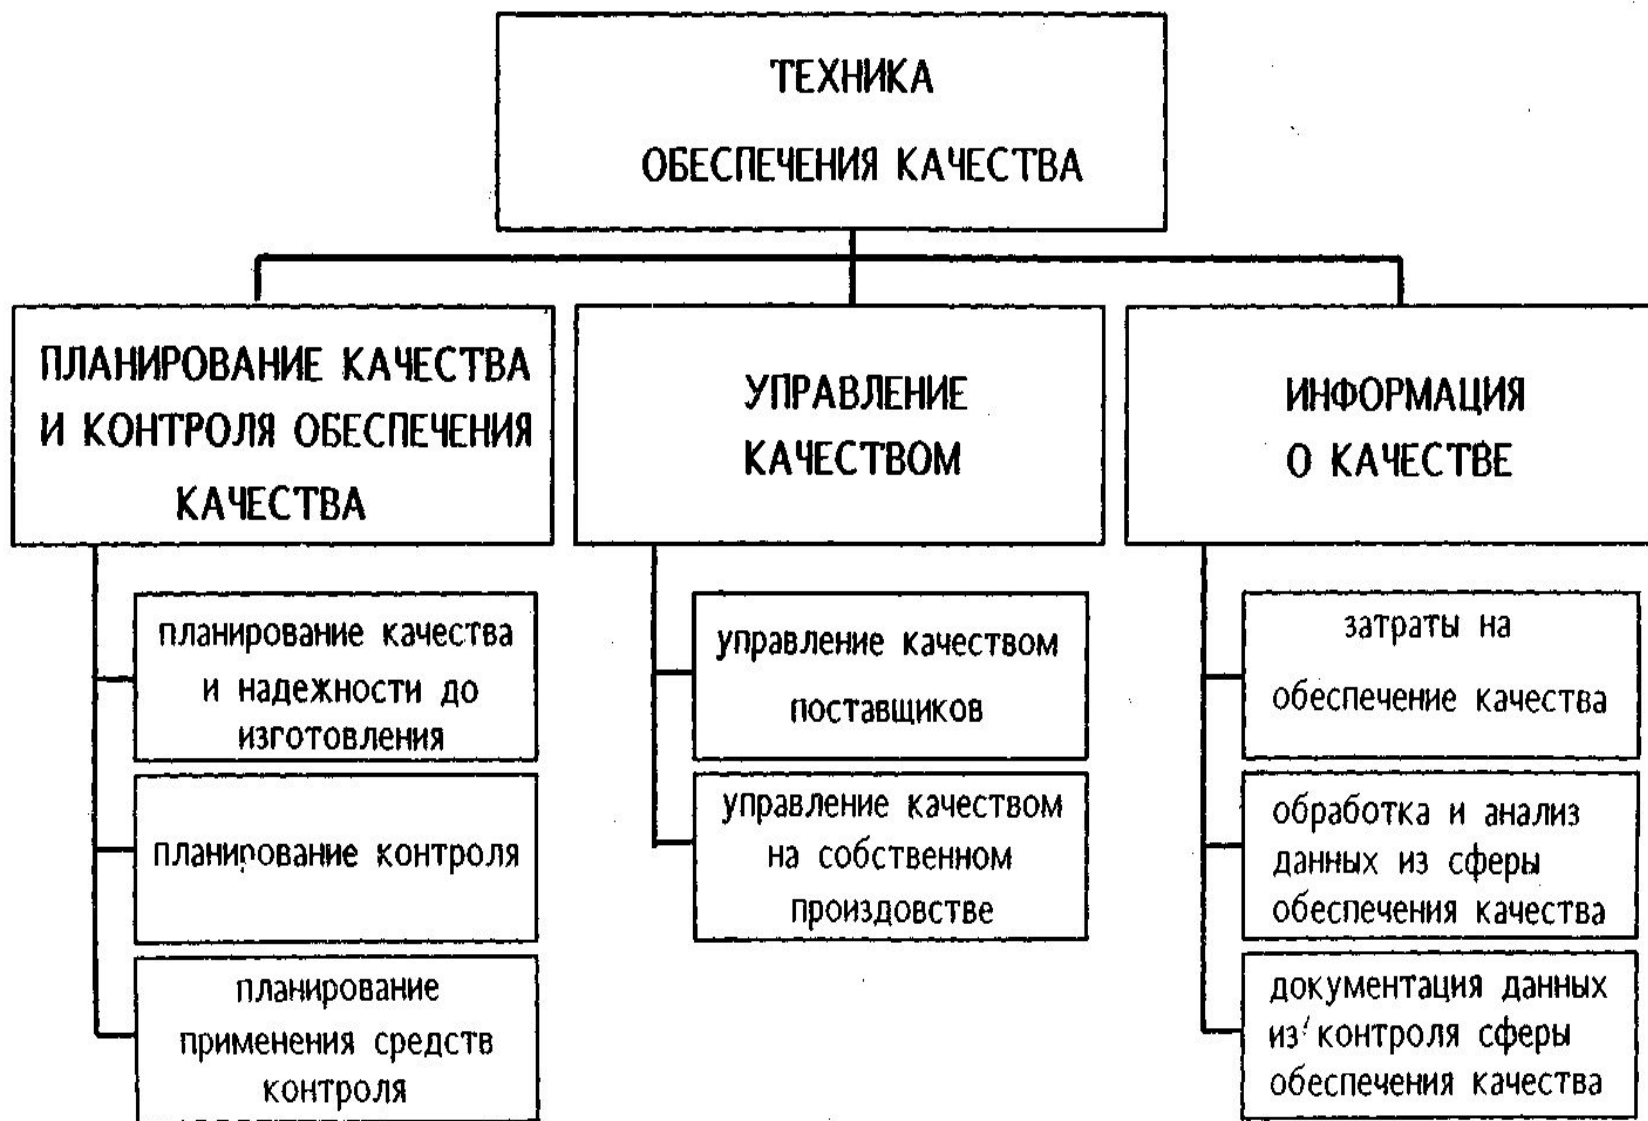 ТЕХНИКА
ОБЕСПЕЧЕНИЯ КАЧЕСТВА
ПЛАНИРОВАНИЕ КАЧЕСТВА
И КОНТРОЛЯ ОБЕСПЕЧЕНИЯ
КАЧЕСТВА
планирование качества
и надежности до
изготовления
планирование контроля
планирование
применения средств
контроля
УПРАВЛЕНИЕ
КАЧЕСТВОМ
управление качеством
поставщиков
управление качеством
на собственном
произдовстве
ИНФОРМАЦИЯ
О КАЧЕСТВЕ
затраты на
обеспечение качества
обработка и анализ
данных из сферы
обеспечения качества
документация данных
из контроля сферы
обеспечения качества